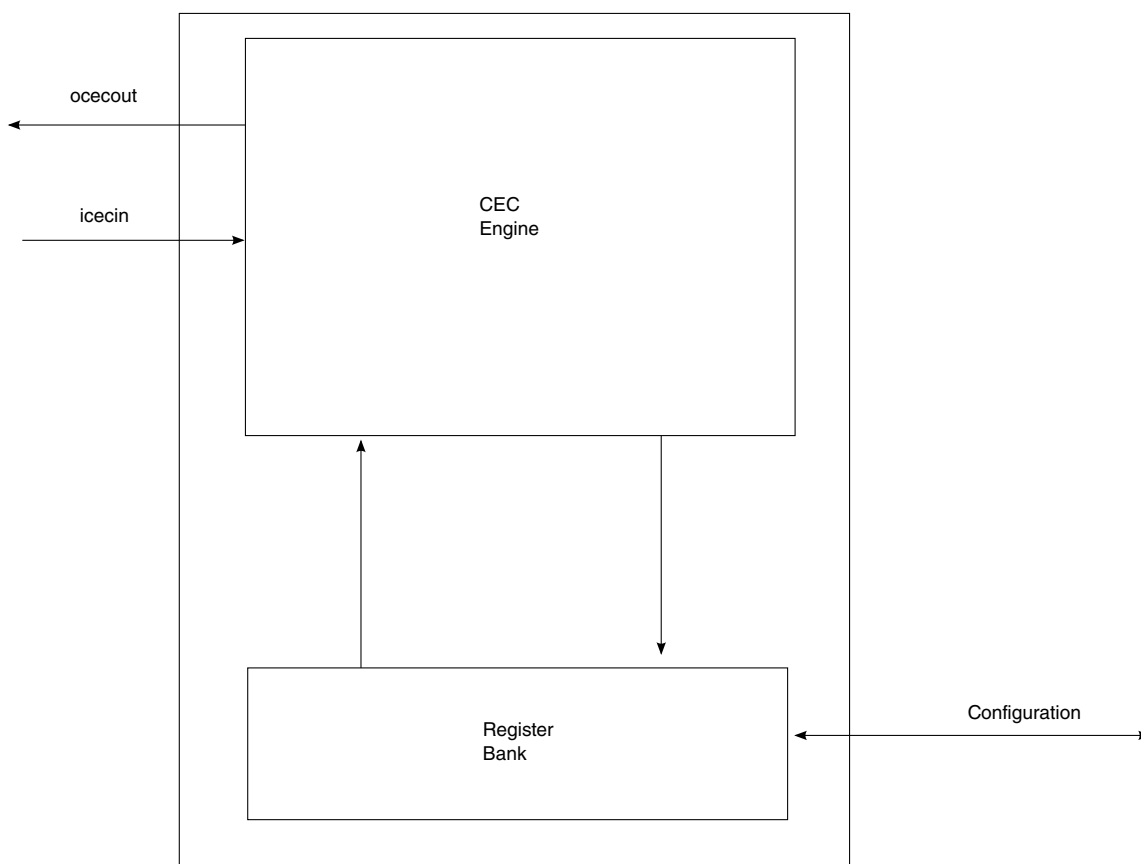 ocecout
icecin
CEC
Engine
Register
Bank
Configuration